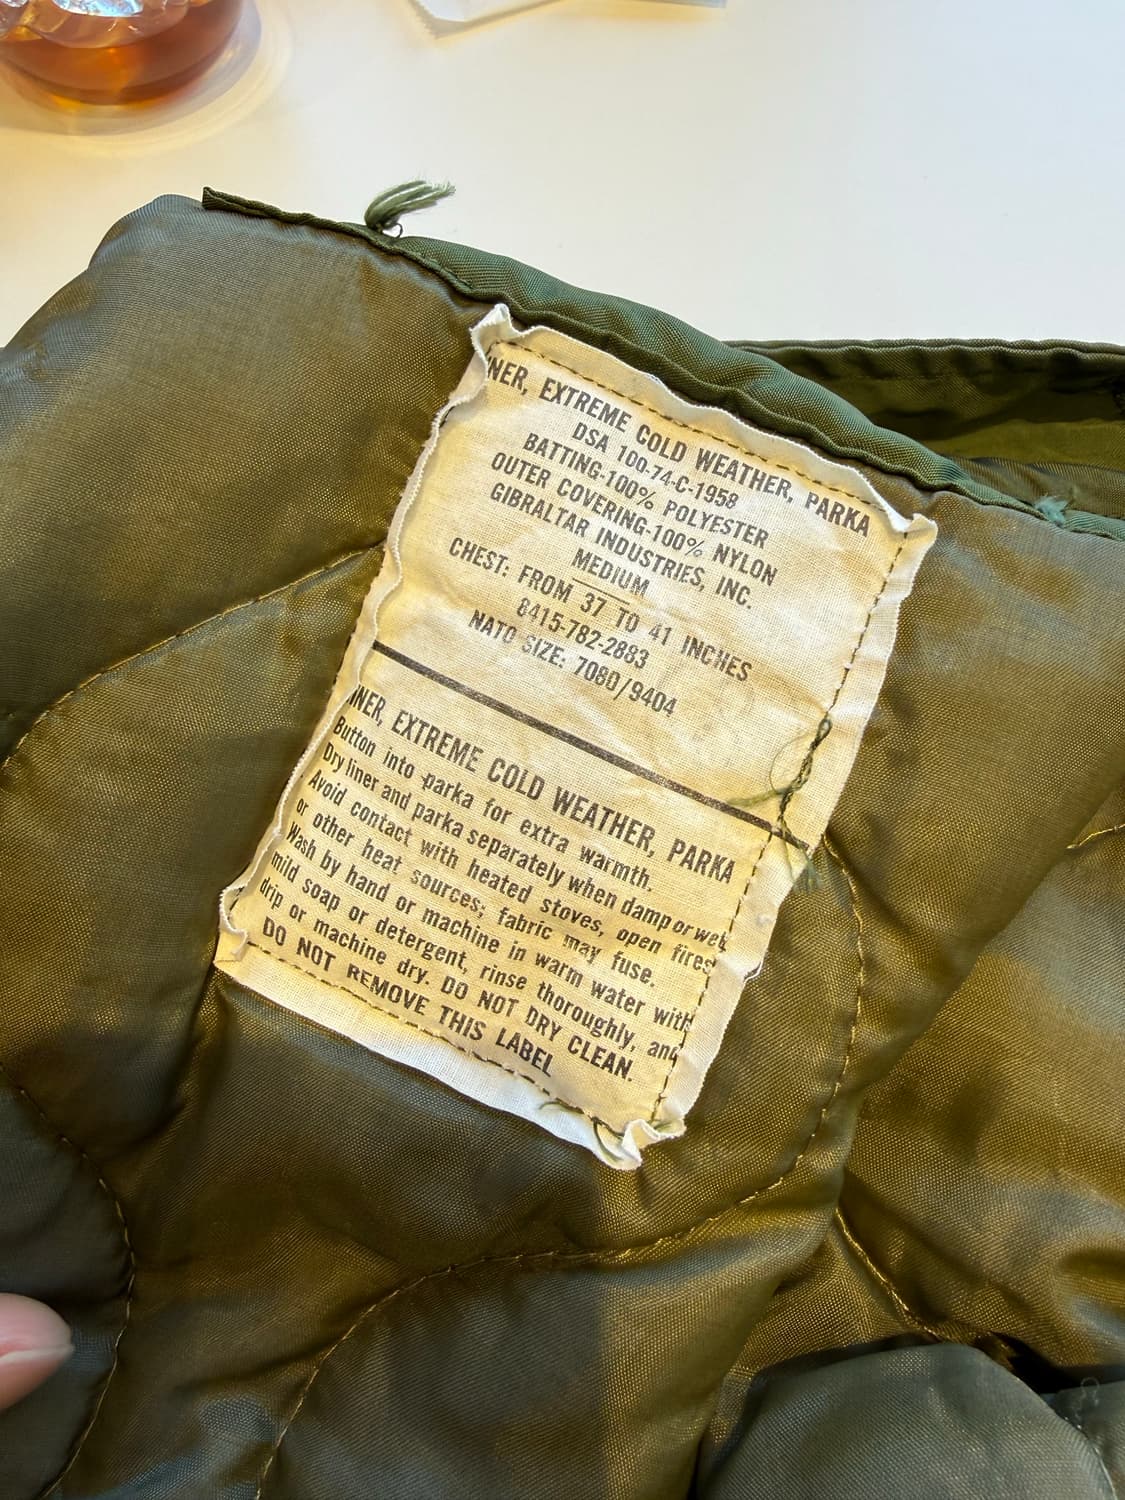 INER, EXTREME COLD WEATHER, PARKA
DSA 100-74-C-1958
BATTING-100% POLYESTER
OUTER COVERING-100% NYLON
GIBRALTAR INDUSTRIES, INC.
MEDIUM
CHEST: FROM 37 TO 41 INCHES
8415-782-2883
NATO SIZE: 7080/9404
INER, EXTREME COLD WEATHER, PARKA
Button into parka for extra warmth.
Dry liner and parka separately when damp or wet.
Avoid contact with heated stoves, open fires
or other heat sources; fabric may fuse.
Wash by hand or machine in warm water with
mild soap or detergent, rinse thoroughly, and
drip or machine dry. DO NOT DRY CLEAN.
DO NOT REMOVE THIS LABEL